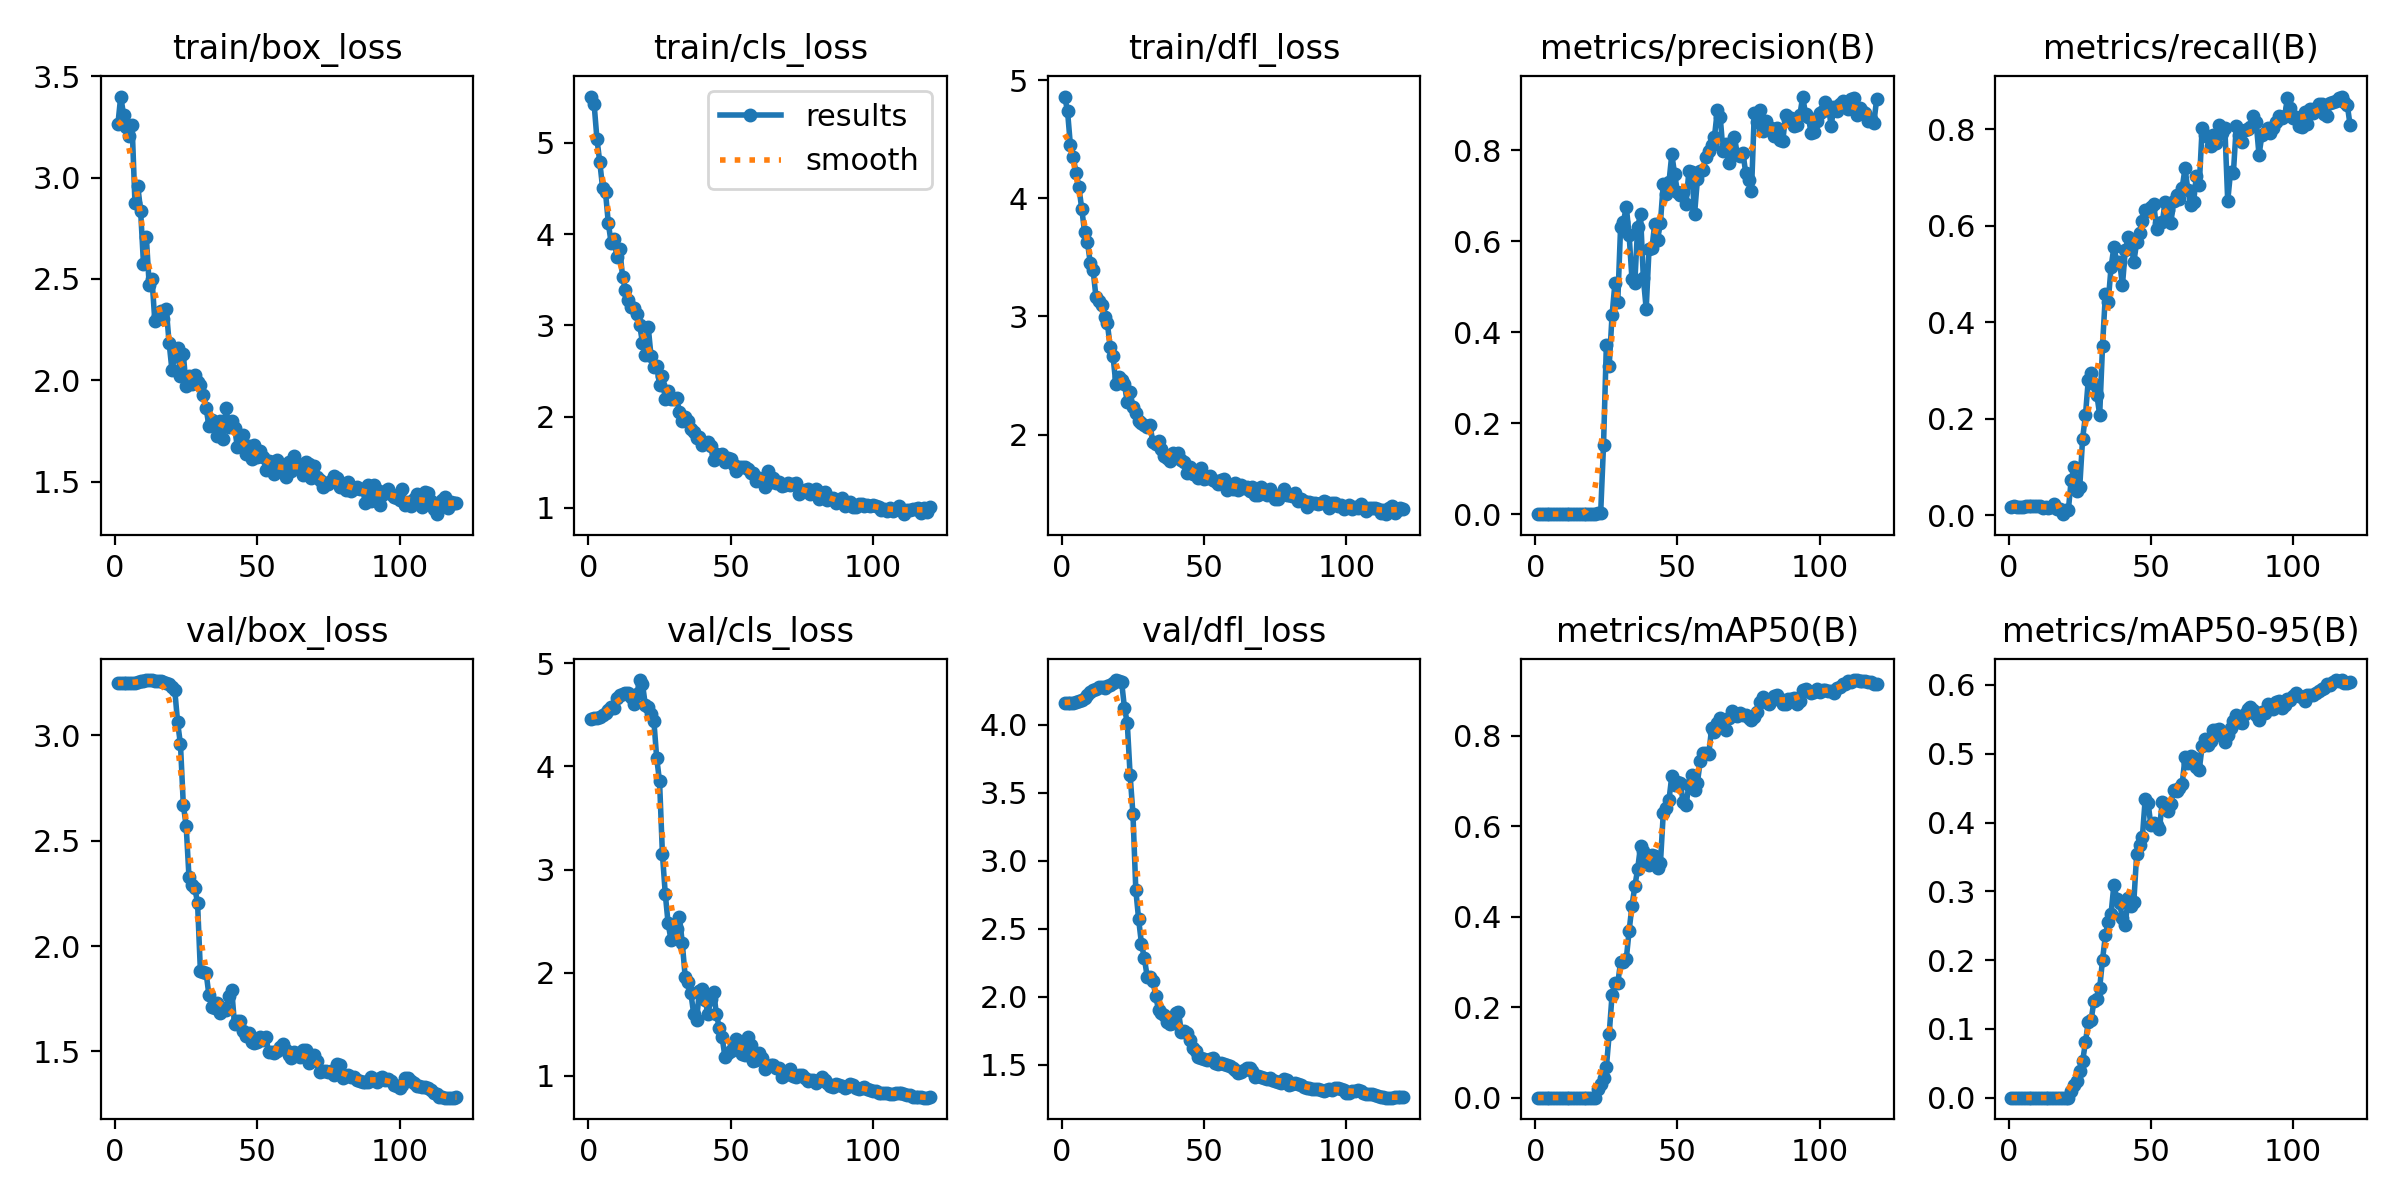 train/box_loss
3.5
3.0
2.5
2.0
1.5
0 50 100
train/cls_loss
results
smooth
5
4
3
2
1
0 50 100
train/dfl_loss
5
4
3
2
0 50 100
metrics/precision(B)
0.8
0.6
0.4
0.2
0.0
0 50 100
metrics/recall(B)
0.8
0.6
0.4
0.2
0.0
0 50 100
val/box_loss
3.0
2.5
2.0
1.5
0 50 100
val/cls_loss
5
4
3
2
1
0 50 100
val/dfl_loss
4.0
3.5
3.0
2.5
2.0
1.5
0 50 100
metrics/mAP50(B)
0.8
0.6
0.4
0.2
0.0
0 50 100
metrics/mAP50-95(B)
0.6
0.5
0.4
0.3
0.2
0.1
0.0
0 50 100